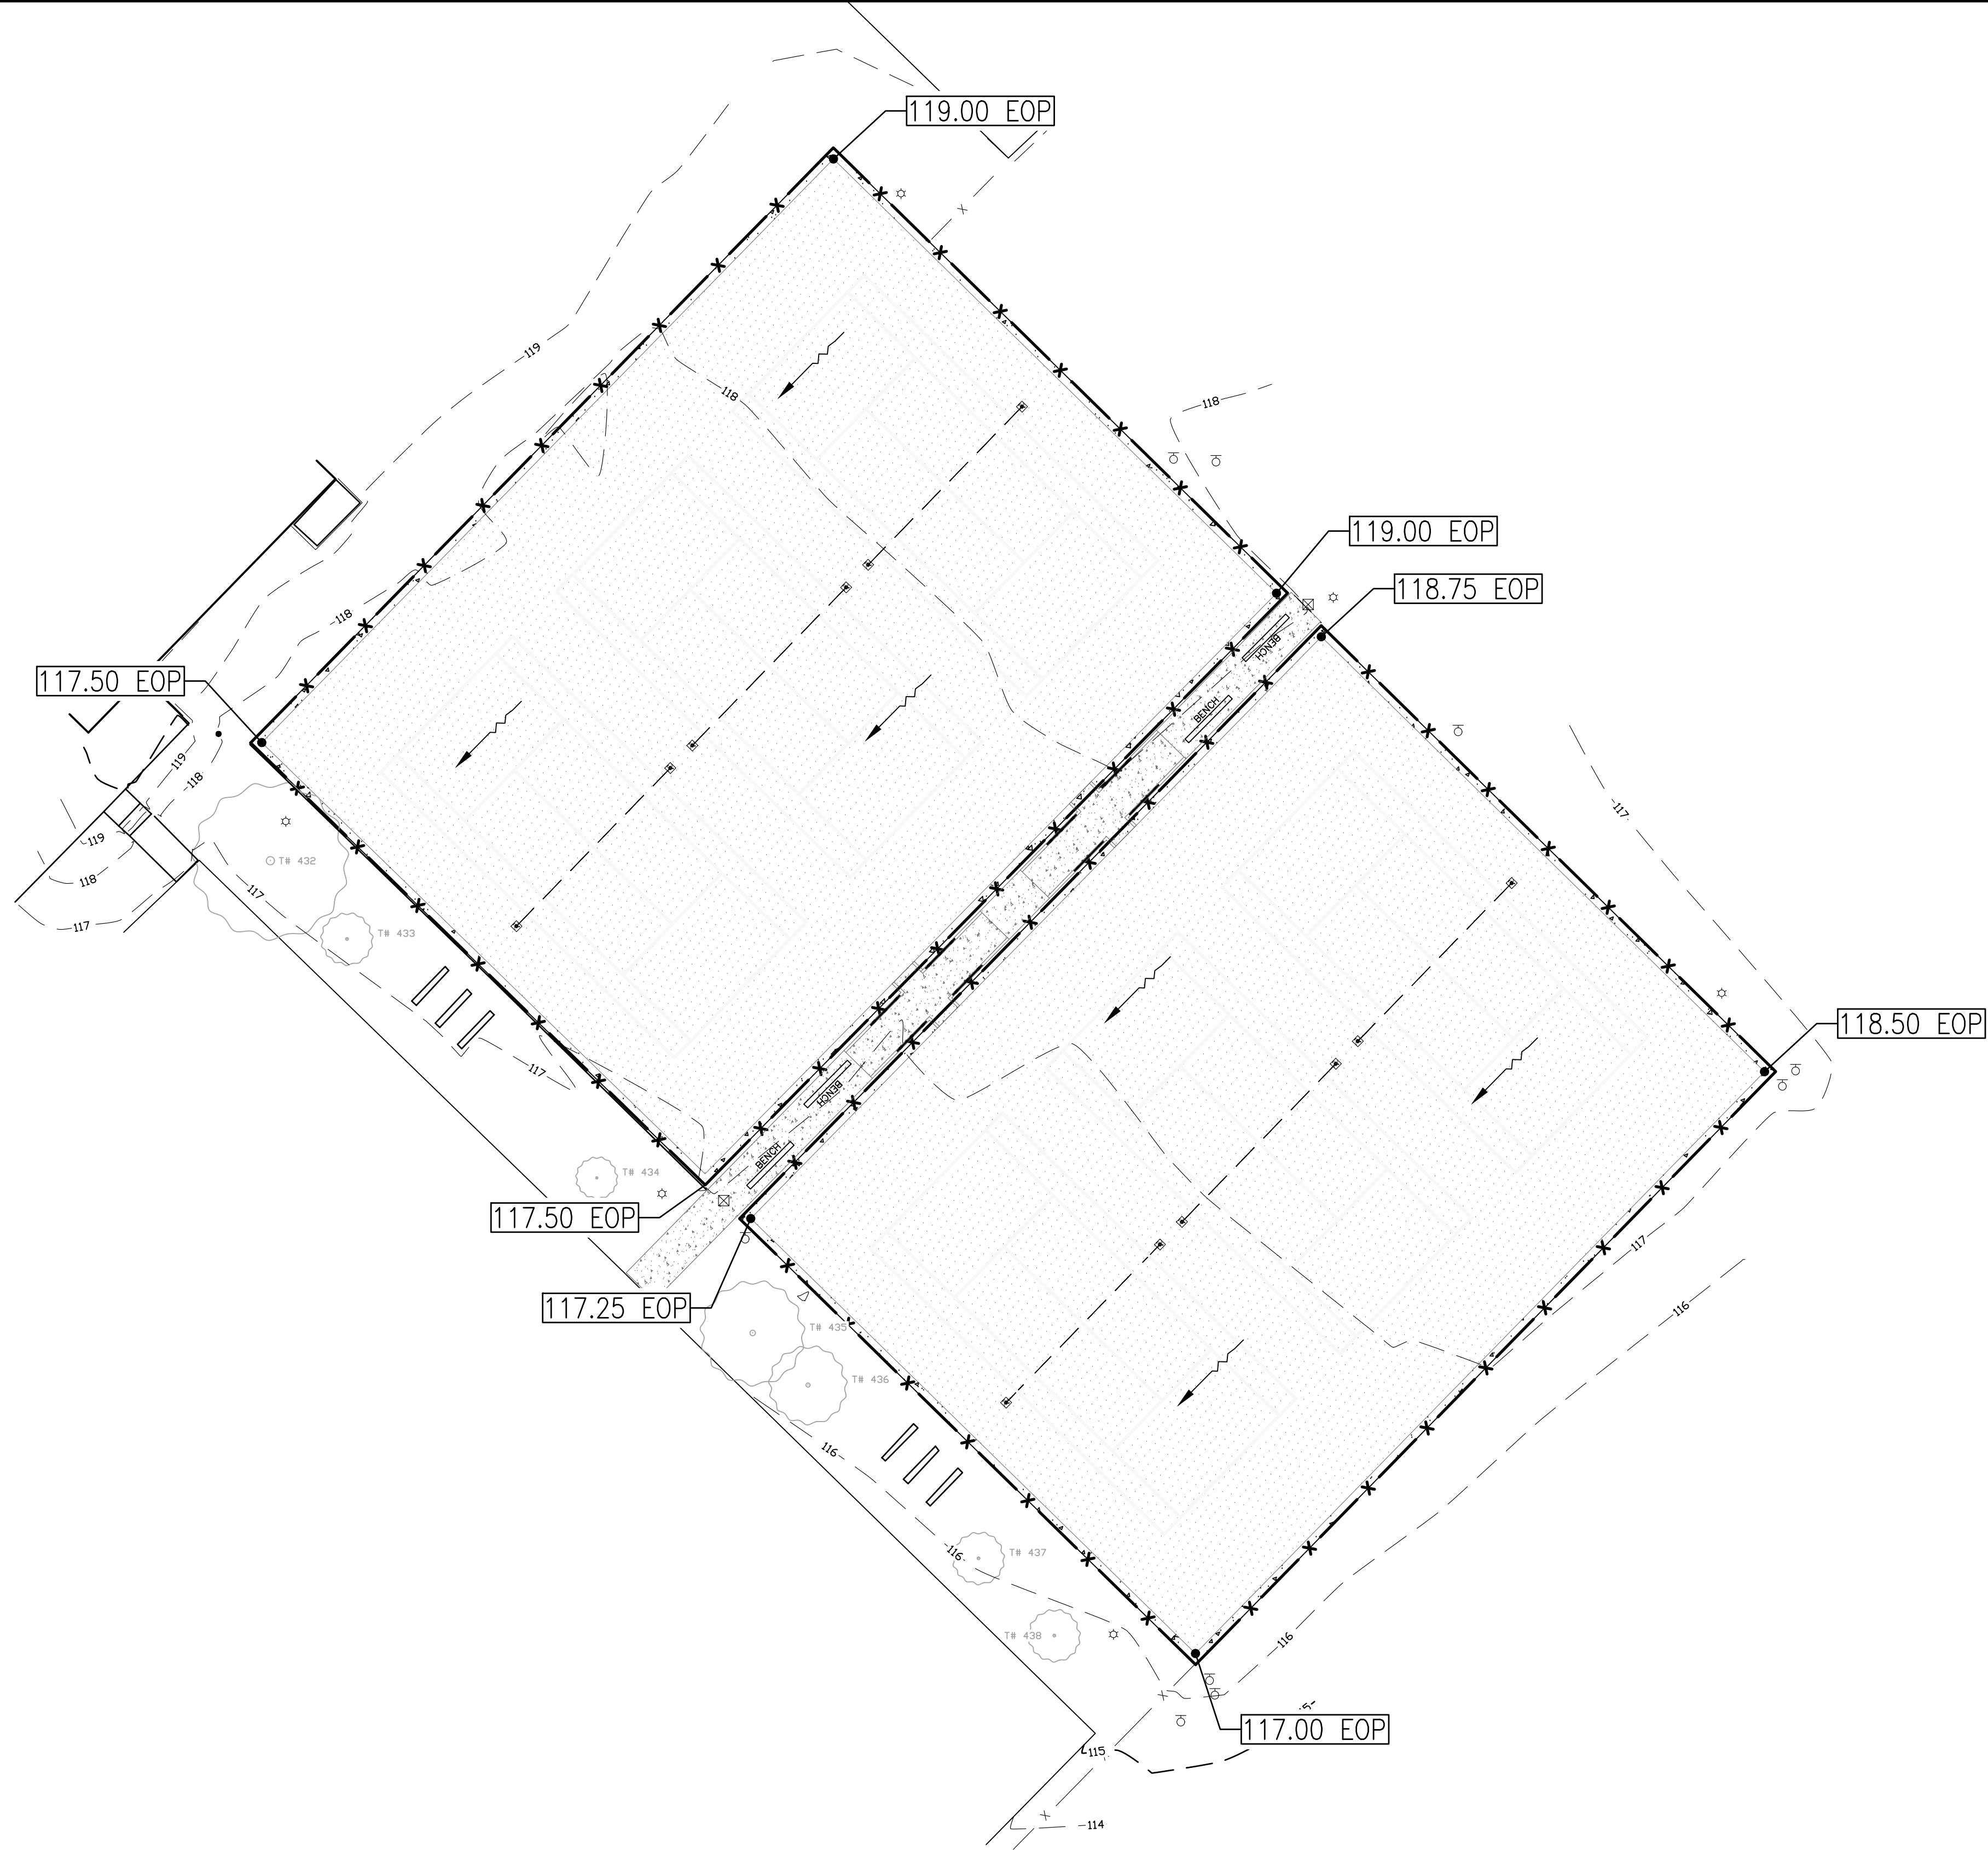 119.00 EOP
119
118
118
119.00 EOP
118.75 EOP
118
117.50 EOP
BENCH
BENCH
119
118
117
119
T# 432
118
117
117
T# 433
118.50 EOP
117
BENCH
BENCH
T# 434
117.50 EOP
117
117.25 EOP
116
T# 435
T# 436
116
116
T# 437
T# 438
116
117.00 EOP
115
114